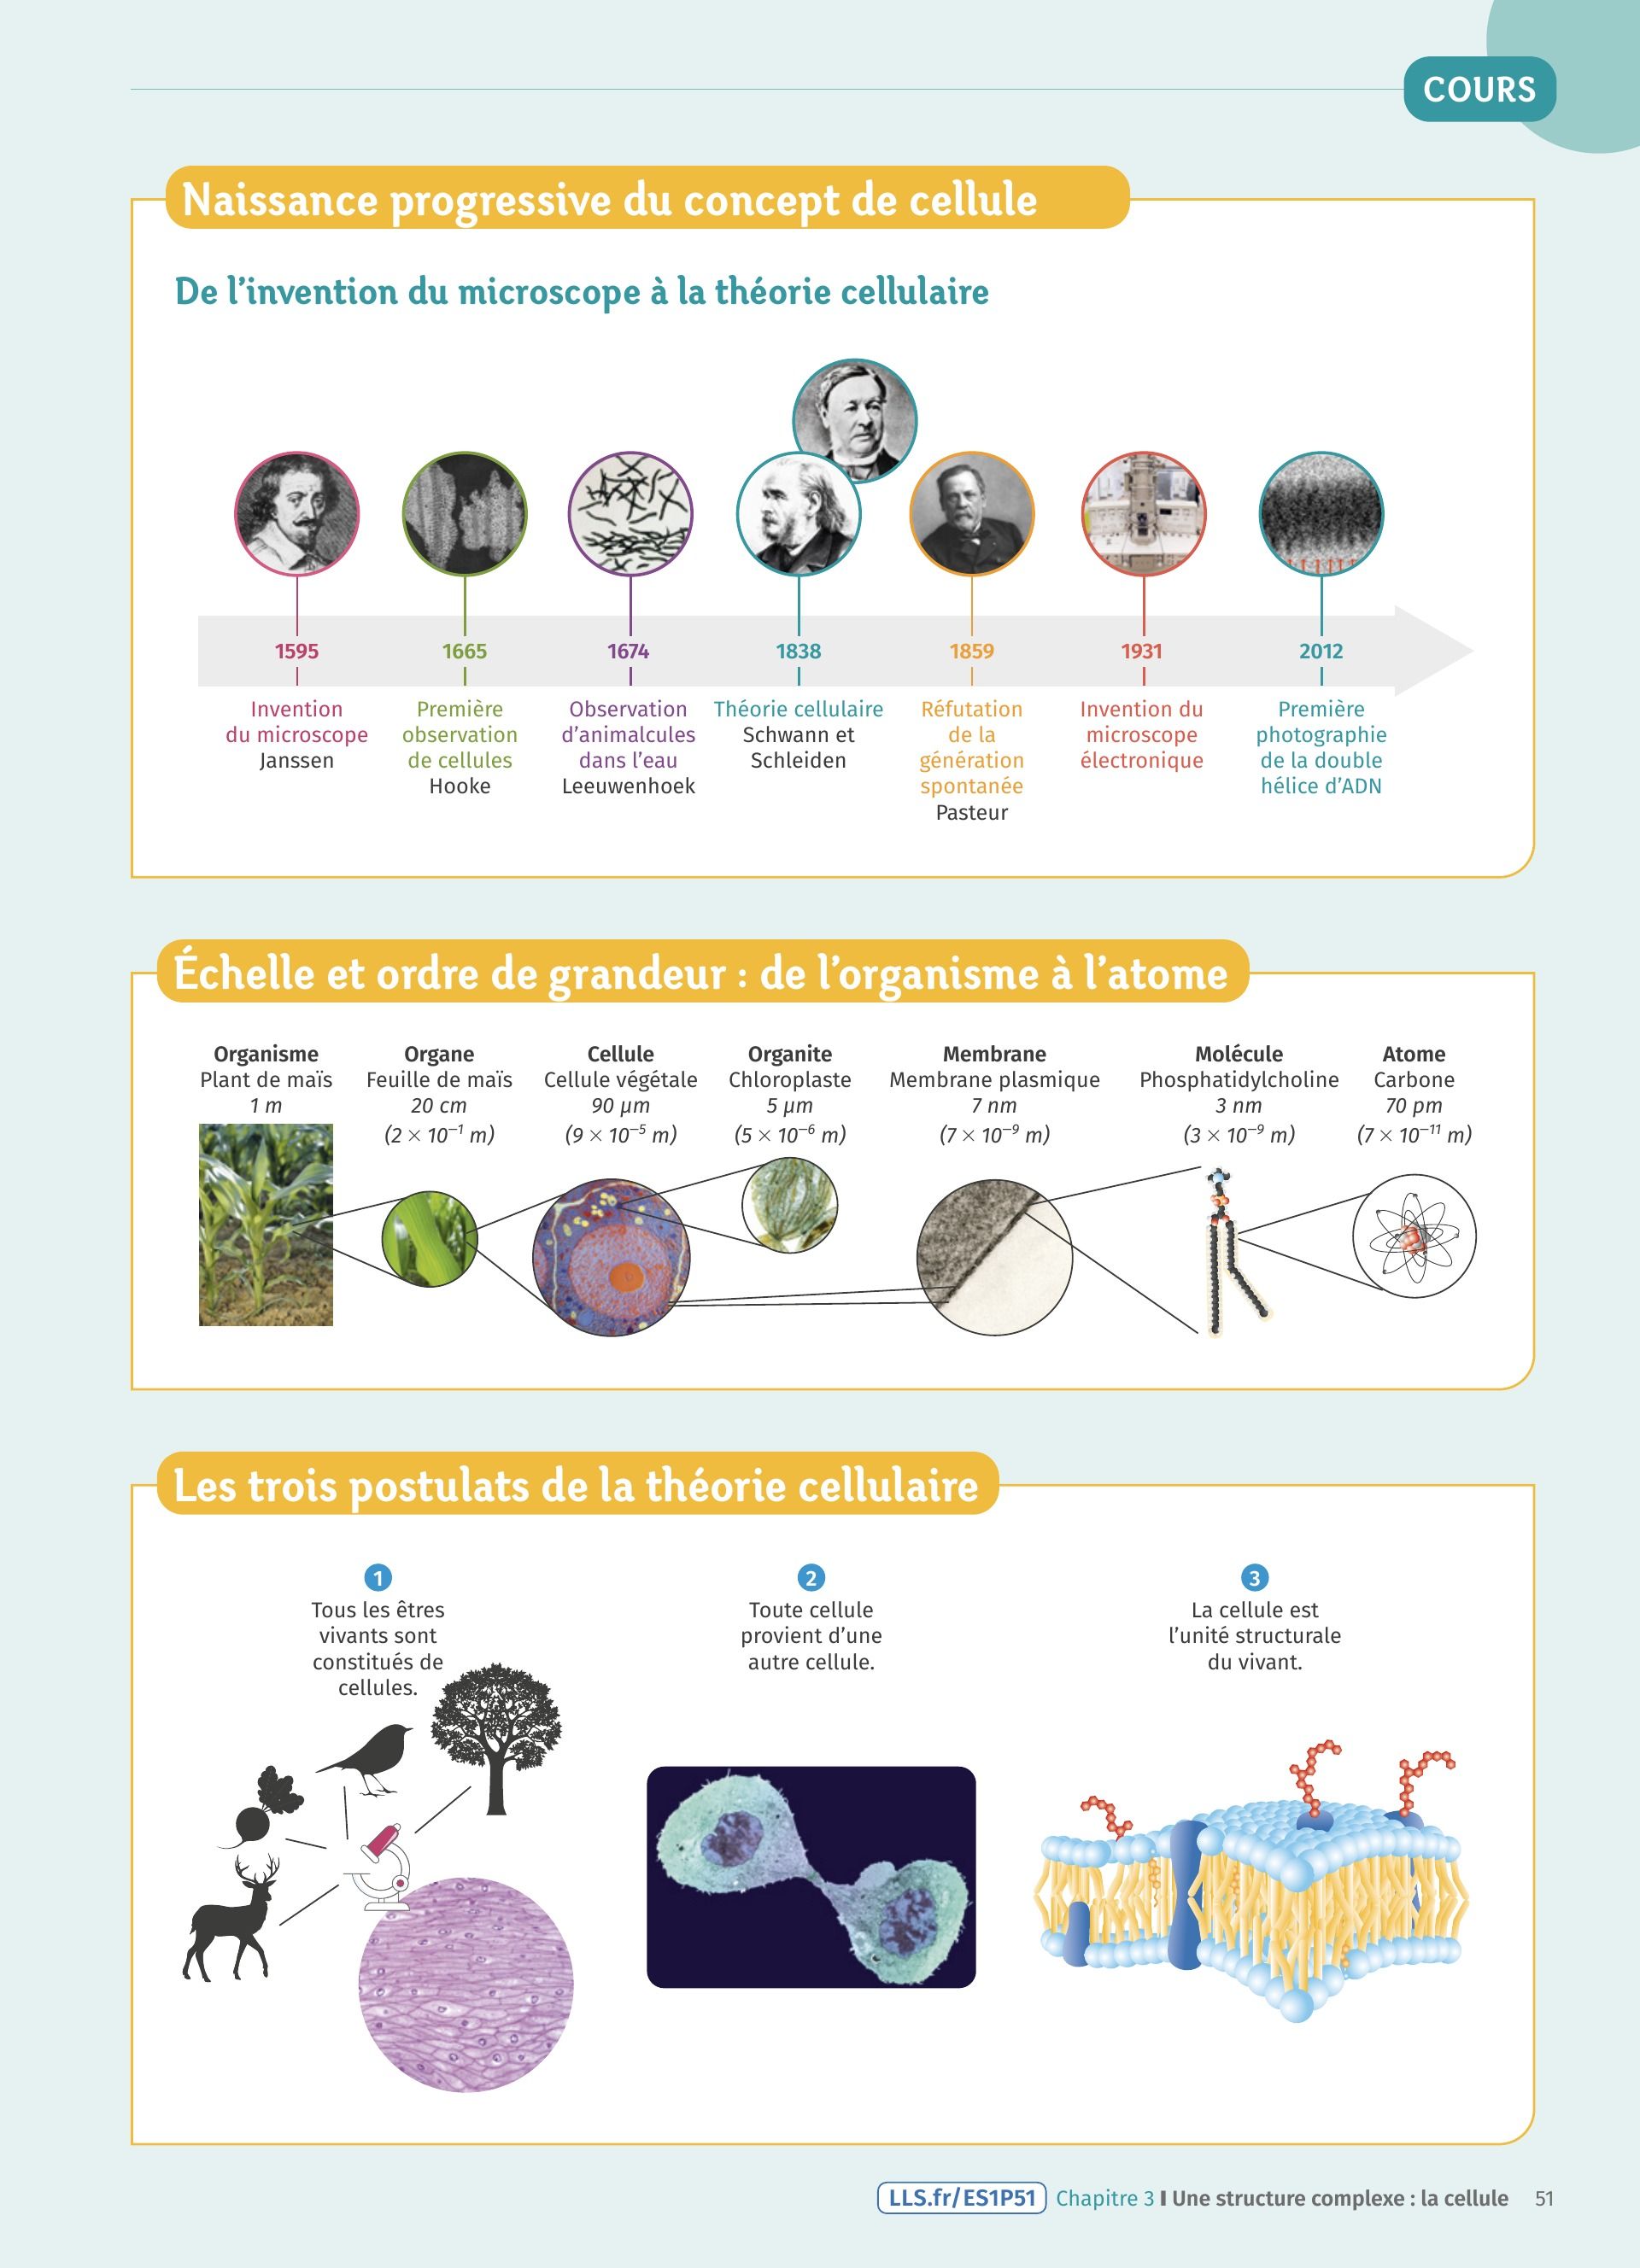 COURS
Naissance progressive du concept de cellule
De l’invention du microscope à la théorie cellulaire
1595
1665
1674
1838
1859
1931
2012
Invention
du microscope
Janssen
Première
observation
de cellules
Hooke
Observation
d’animalcules
dans l’eau
Leeuwenhoek
Théorie cellulaire
Schwann et
Schleiden
Réfutation
de la
génération
spontanée
Pasteur
Invention du
microscope
électronique
Première
photographie
de la double
hélice d’ADN
Échelle et ordre de grandeur : de l’organisme à l’atome
Organisme
Plant de maïs
1 m
Organe
Feuille de maïs
20 cm
(2 × 10⁻¹ m)
Cellule
Cellule végétale
90 µm
(9 × 10⁻⁵ m)
Organite
Chloroplaste
5 µm
(5 × 10⁻⁶ m)
Membrane
Membrane plasmique
7 nm
(7 × 10⁻⁹ m)
Molécule
Phosphatidylcholine
3 nm
(3 × 10⁻⁹ m)
Atome
Carbone
70 pm
(7 × 10⁻¹¹ m)
Les trois postulats de la théorie cellulaire
1
Tous les êtres
vivants sont
constitués de
cellules.
2
Toute cellule
provient d’une
autre cellule.
3
La cellule est
l’unité structurale
du vivant.
LLS.fr/ES1P51 Chapitre 3 I Une structure complexe : la cellule 51